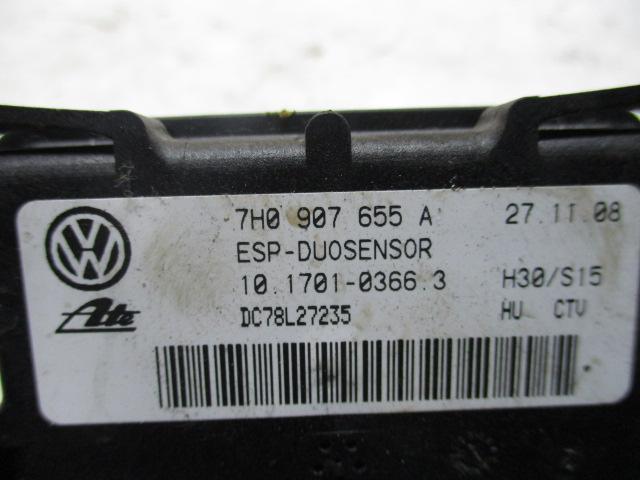 7H0 907 655 A 27.11.08
ESP-DUOSENSOR
10.1701-0366.3 H30/S15
Ate DC78L27235 HU CTV